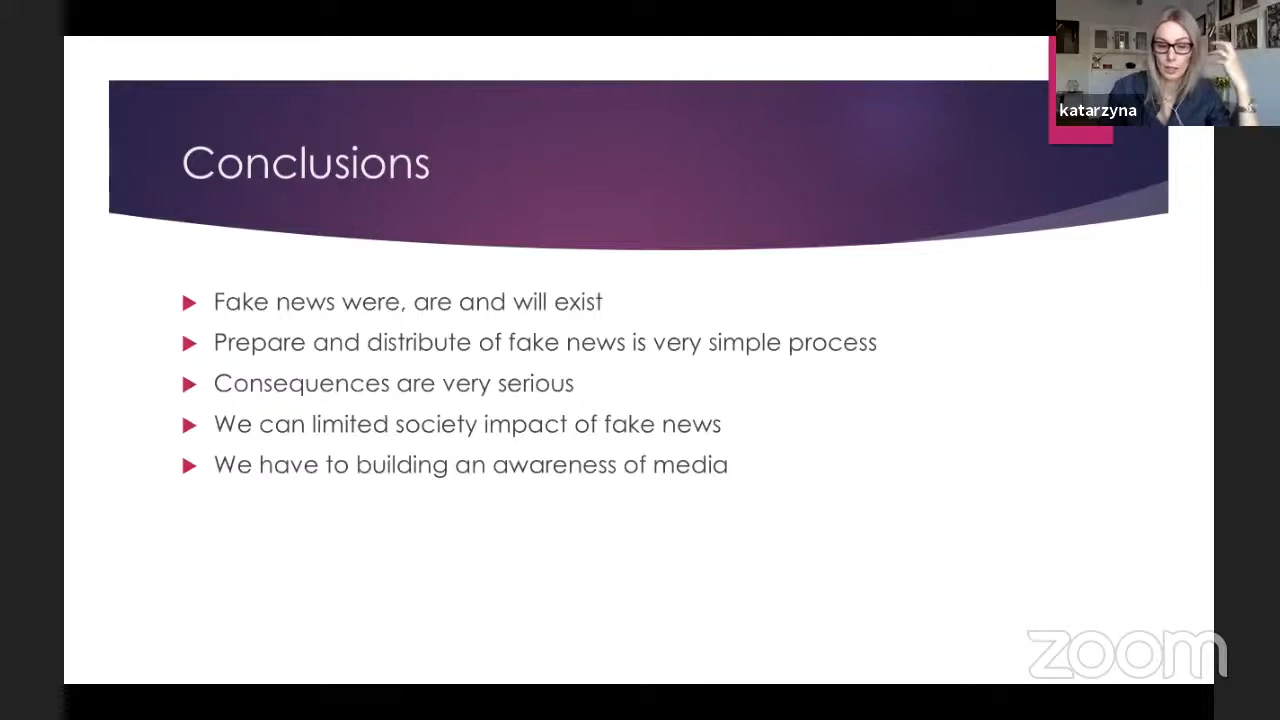 katarzyna
Conclusions
Fake news were, are and will exist
Prepare and distribute of fake news is very simple process
Consequences are very serious
We can limited society impact of fake news
We have to building an awareness of media
zoom